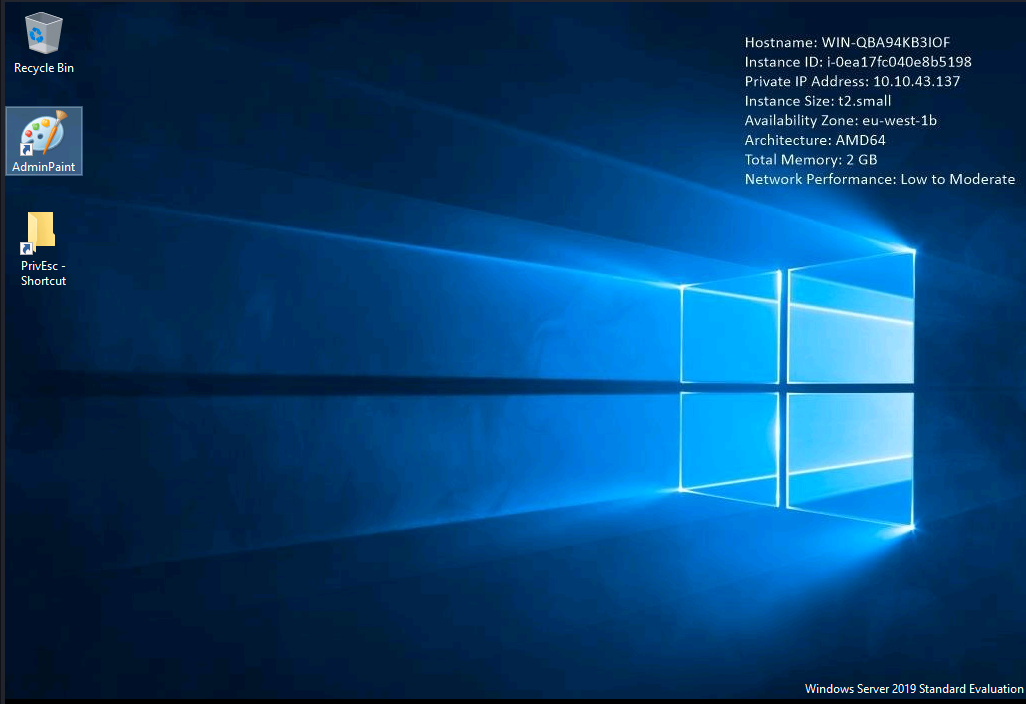 Recycle Bin
AdminPaint
PrivEsc -
Shortcut
Hostname: WIN-QBA94KB3IOF
Instance ID: i-0ea17fc040e8b5198
Private IP Address: 10.10.43.137
Instance Size: t2.small
Availability Zone: eu-west-1b
Architecture: AMD64
Total Memory: 2 GB
Network Performance: Low to Moderate
Windows Server 2019 Standard Evaluation